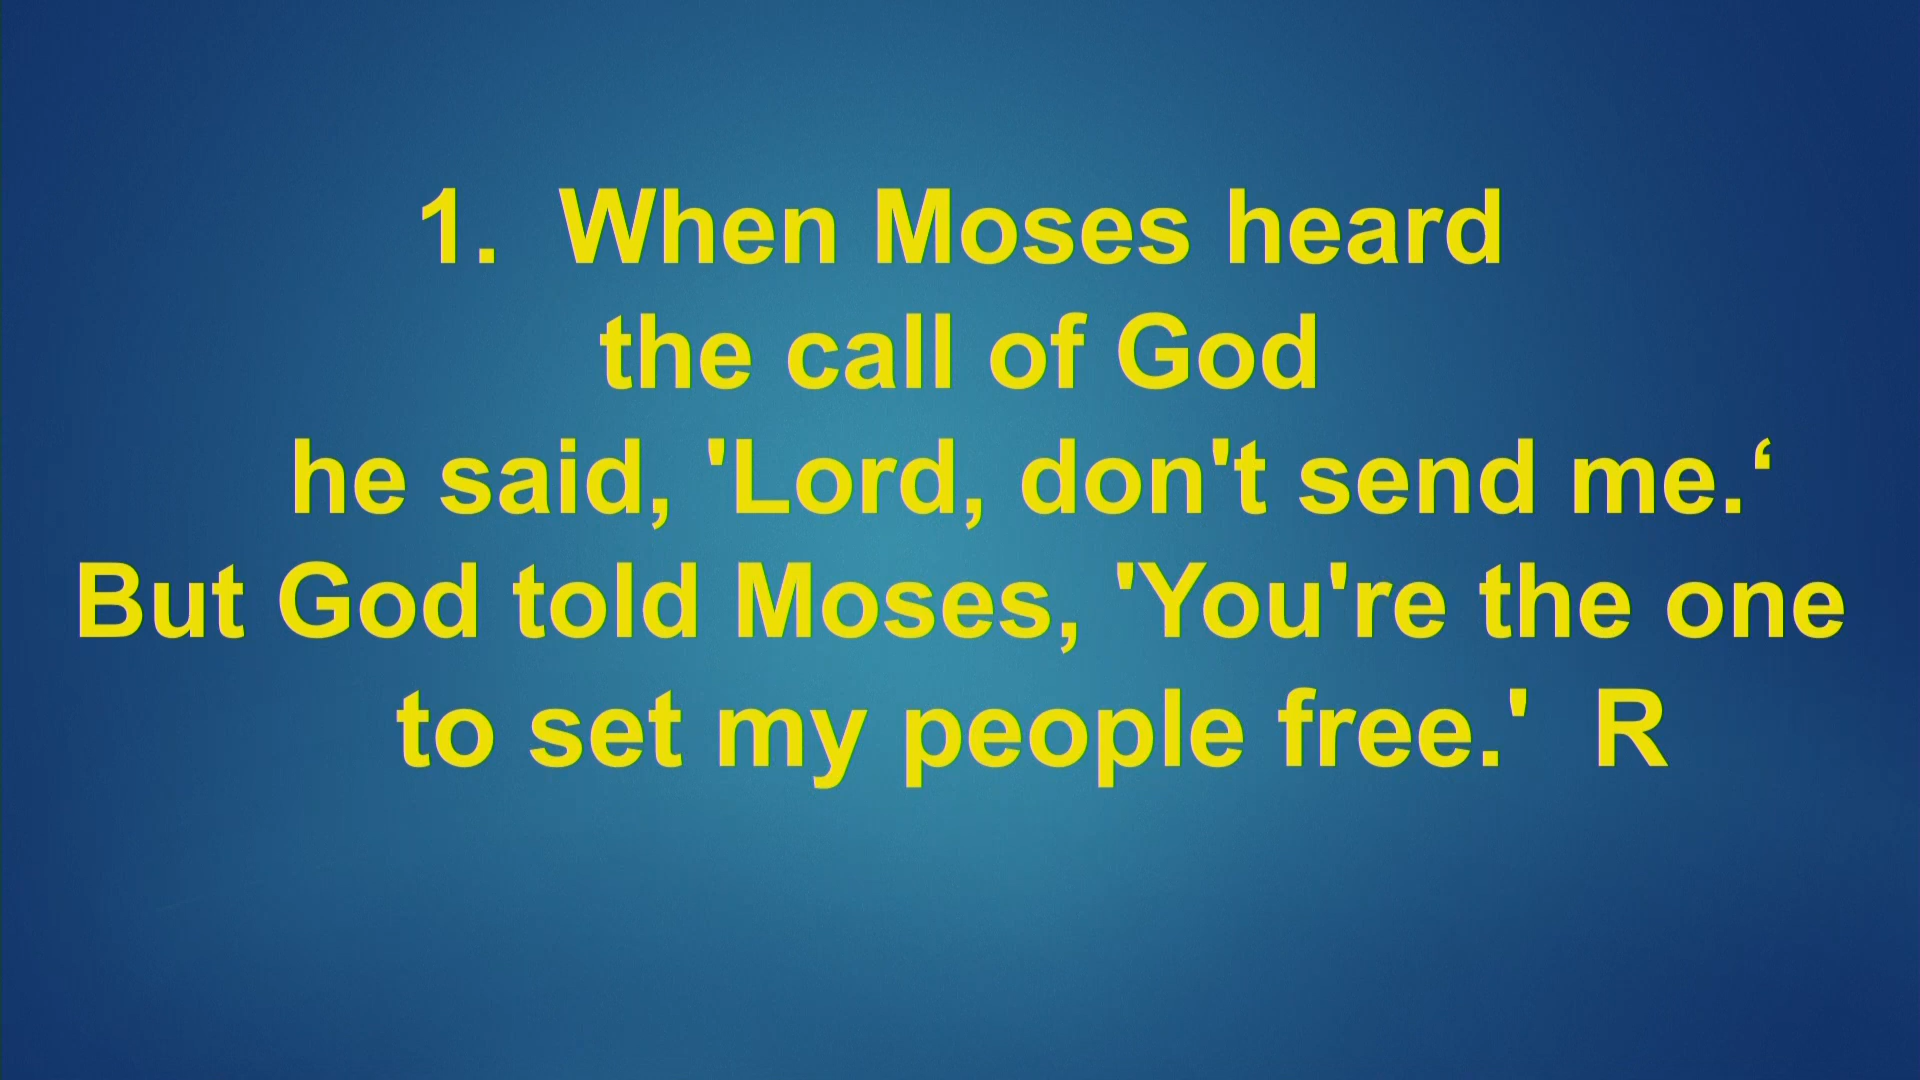 1.  When Moses heard
the call of God
he said, 'Lord, don't send me.‘
But God told Moses, 'You're the one
to set my people free.'  R